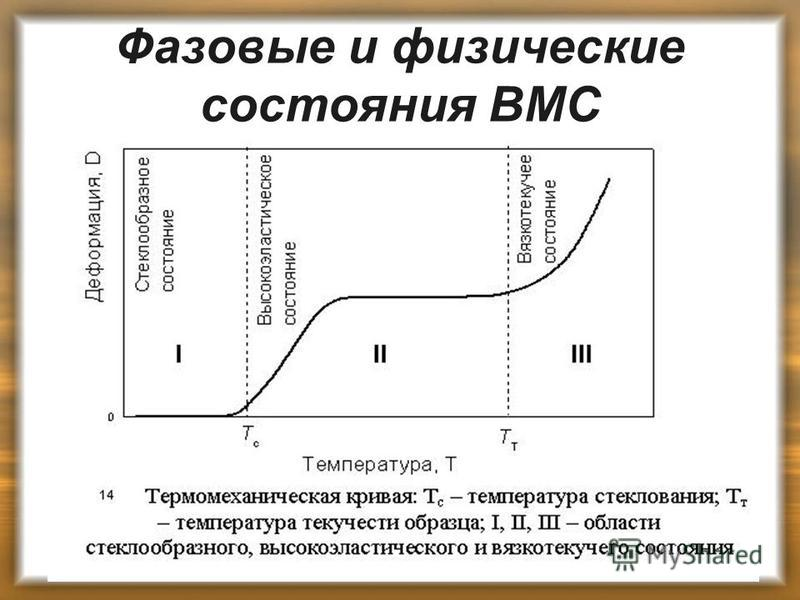 Фазовые и физические
состояния ВМС
Деформация, D
Стеклообразное
состояние
Высокоэластическое
состояние
Вязкотекучее
состояние
I
II
III
0
Tс
Tт
Температура, T
14
Термомеханическая кривая: Tс – температура стеклования; Tт
– температура текучести образца; I, II, III – области
стеклообразного, высокоэластического и вязкотекучего состояния
MyShared